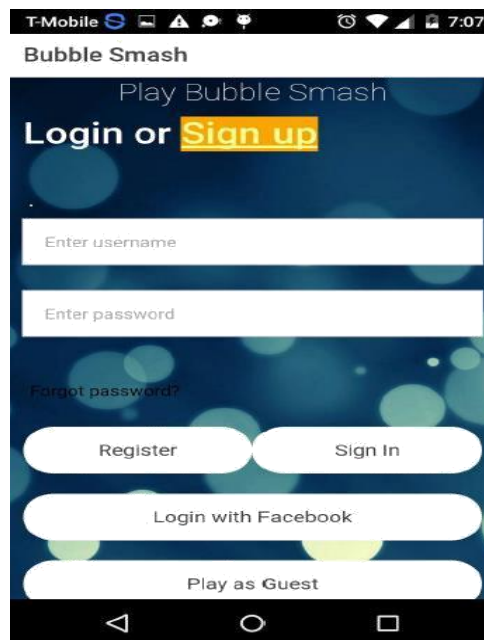 T-Mobile 7:07
Bubble Smash
Play Bubble Smash
Login or Sign up
Enter username
Enter password
Forgot password?
Register Sign In
Login with Facebook
Play as Guest